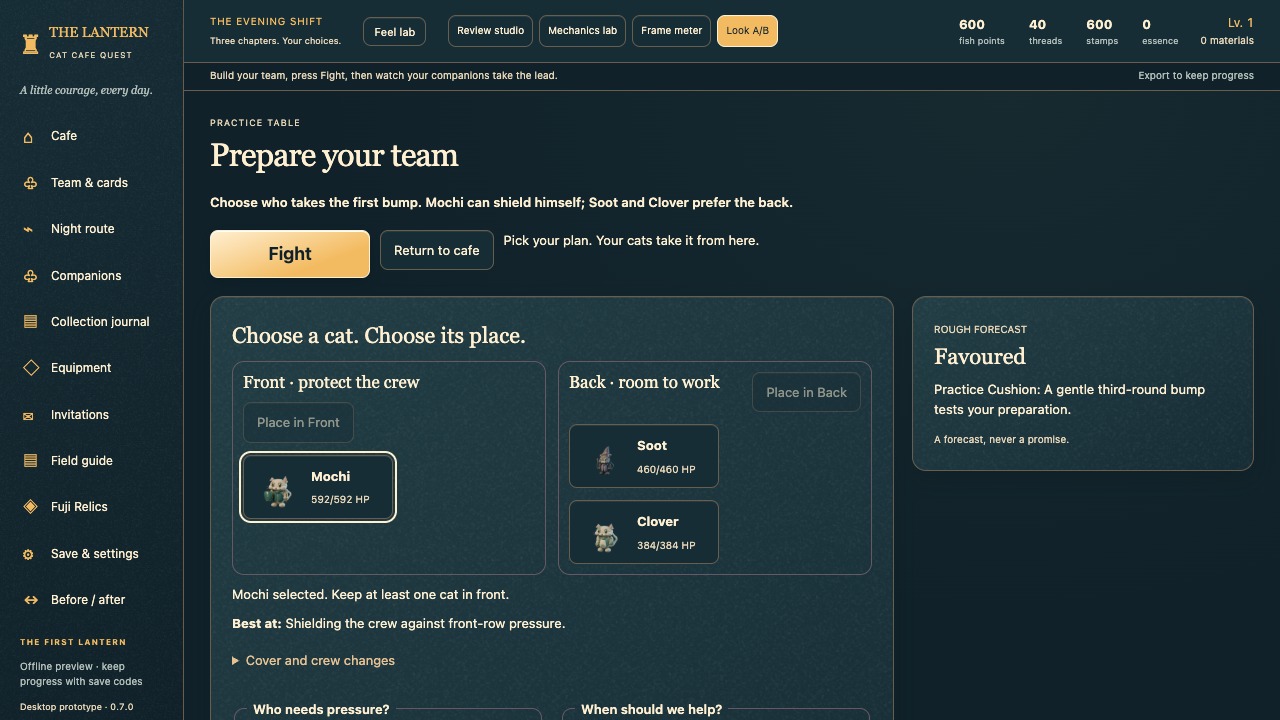 THE LANTERN
CAT CAFE QUEST
A little courage, every day.
Cafe
Team & cards
Night route
Companions
Collection journal
Equipment
Invitations
Field guide
Fuji Relics
Save & settings
Before / after
THE FIRST LANTERN
Offline preview · keep
progress with save codes
Desktop prototype · 0.7.0
THE EVENING SHIFT
Three chapters. Your choices.
Feel lab
Review studio
Mechanics lab
Frame meter
Look A/B
600
fish points
40
threads
600
stamps
0
essence
Lv. 1
0 materials
Build your team, press Fight, then watch your companions take the lead.
Export to keep progress
PRACTICE TABLE
Prepare your team
Choose who takes the first bump. Mochi can shield himself; Soot and Clover prefer the back.
Fight
Return to cafe
Pick your plan. Your cats take it from here.
Choose a cat. Choose its place.
Front · protect the crew
Place in Front
Mochi
592/592 HP
Back · room to work
Place in Back
Soot
460/460 HP
Clover
384/384 HP
Mochi selected. Keep at least one cat in front.
Best at: Shielding the crew against front-row pressure.
Cover and crew changes
Who needs pressure?
When should we help?
ROUGH FORECAST
Favoured
Practice Cushion: A gentle third-round bump
tests your preparation.
A forecast, never a promise.